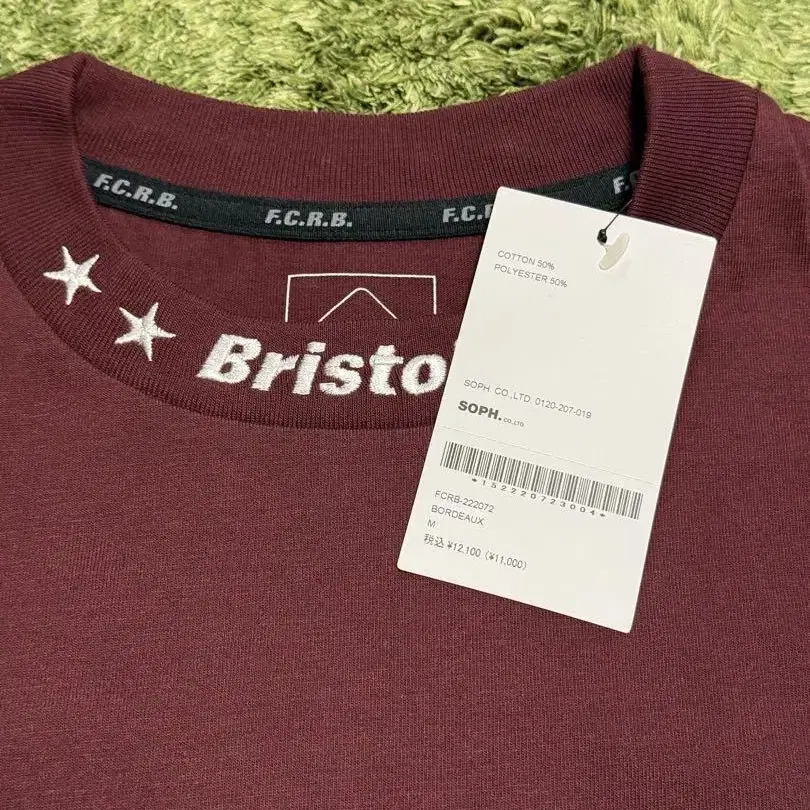 F.C.R.B.
F.C.R.B.
Bristo
COTTON 50%
POLYESTER 50%
SOPH. CO.,LTD. 0120-207-019
SOPH. CO.,LTD.
*152220723004*
FCRB-222072
BORDEAUX
M
税込 ¥12,100 (¥11,000)